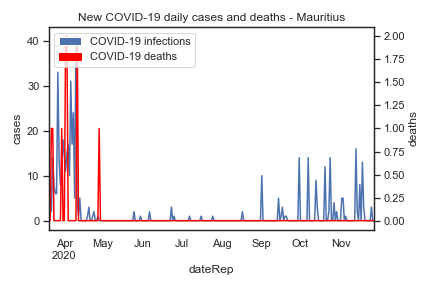 New COVID-19 daily cases and deaths - Mauritius
COVID-19 infections
COVID-19 deaths
40
30
20
10
0
cases
2.00
1.75
1.50
1.25
1.00
0.75
0.50
0.25
0.00
deaths
Apr May Jun Jul Aug Sep Oct Nov
2020
dateRep